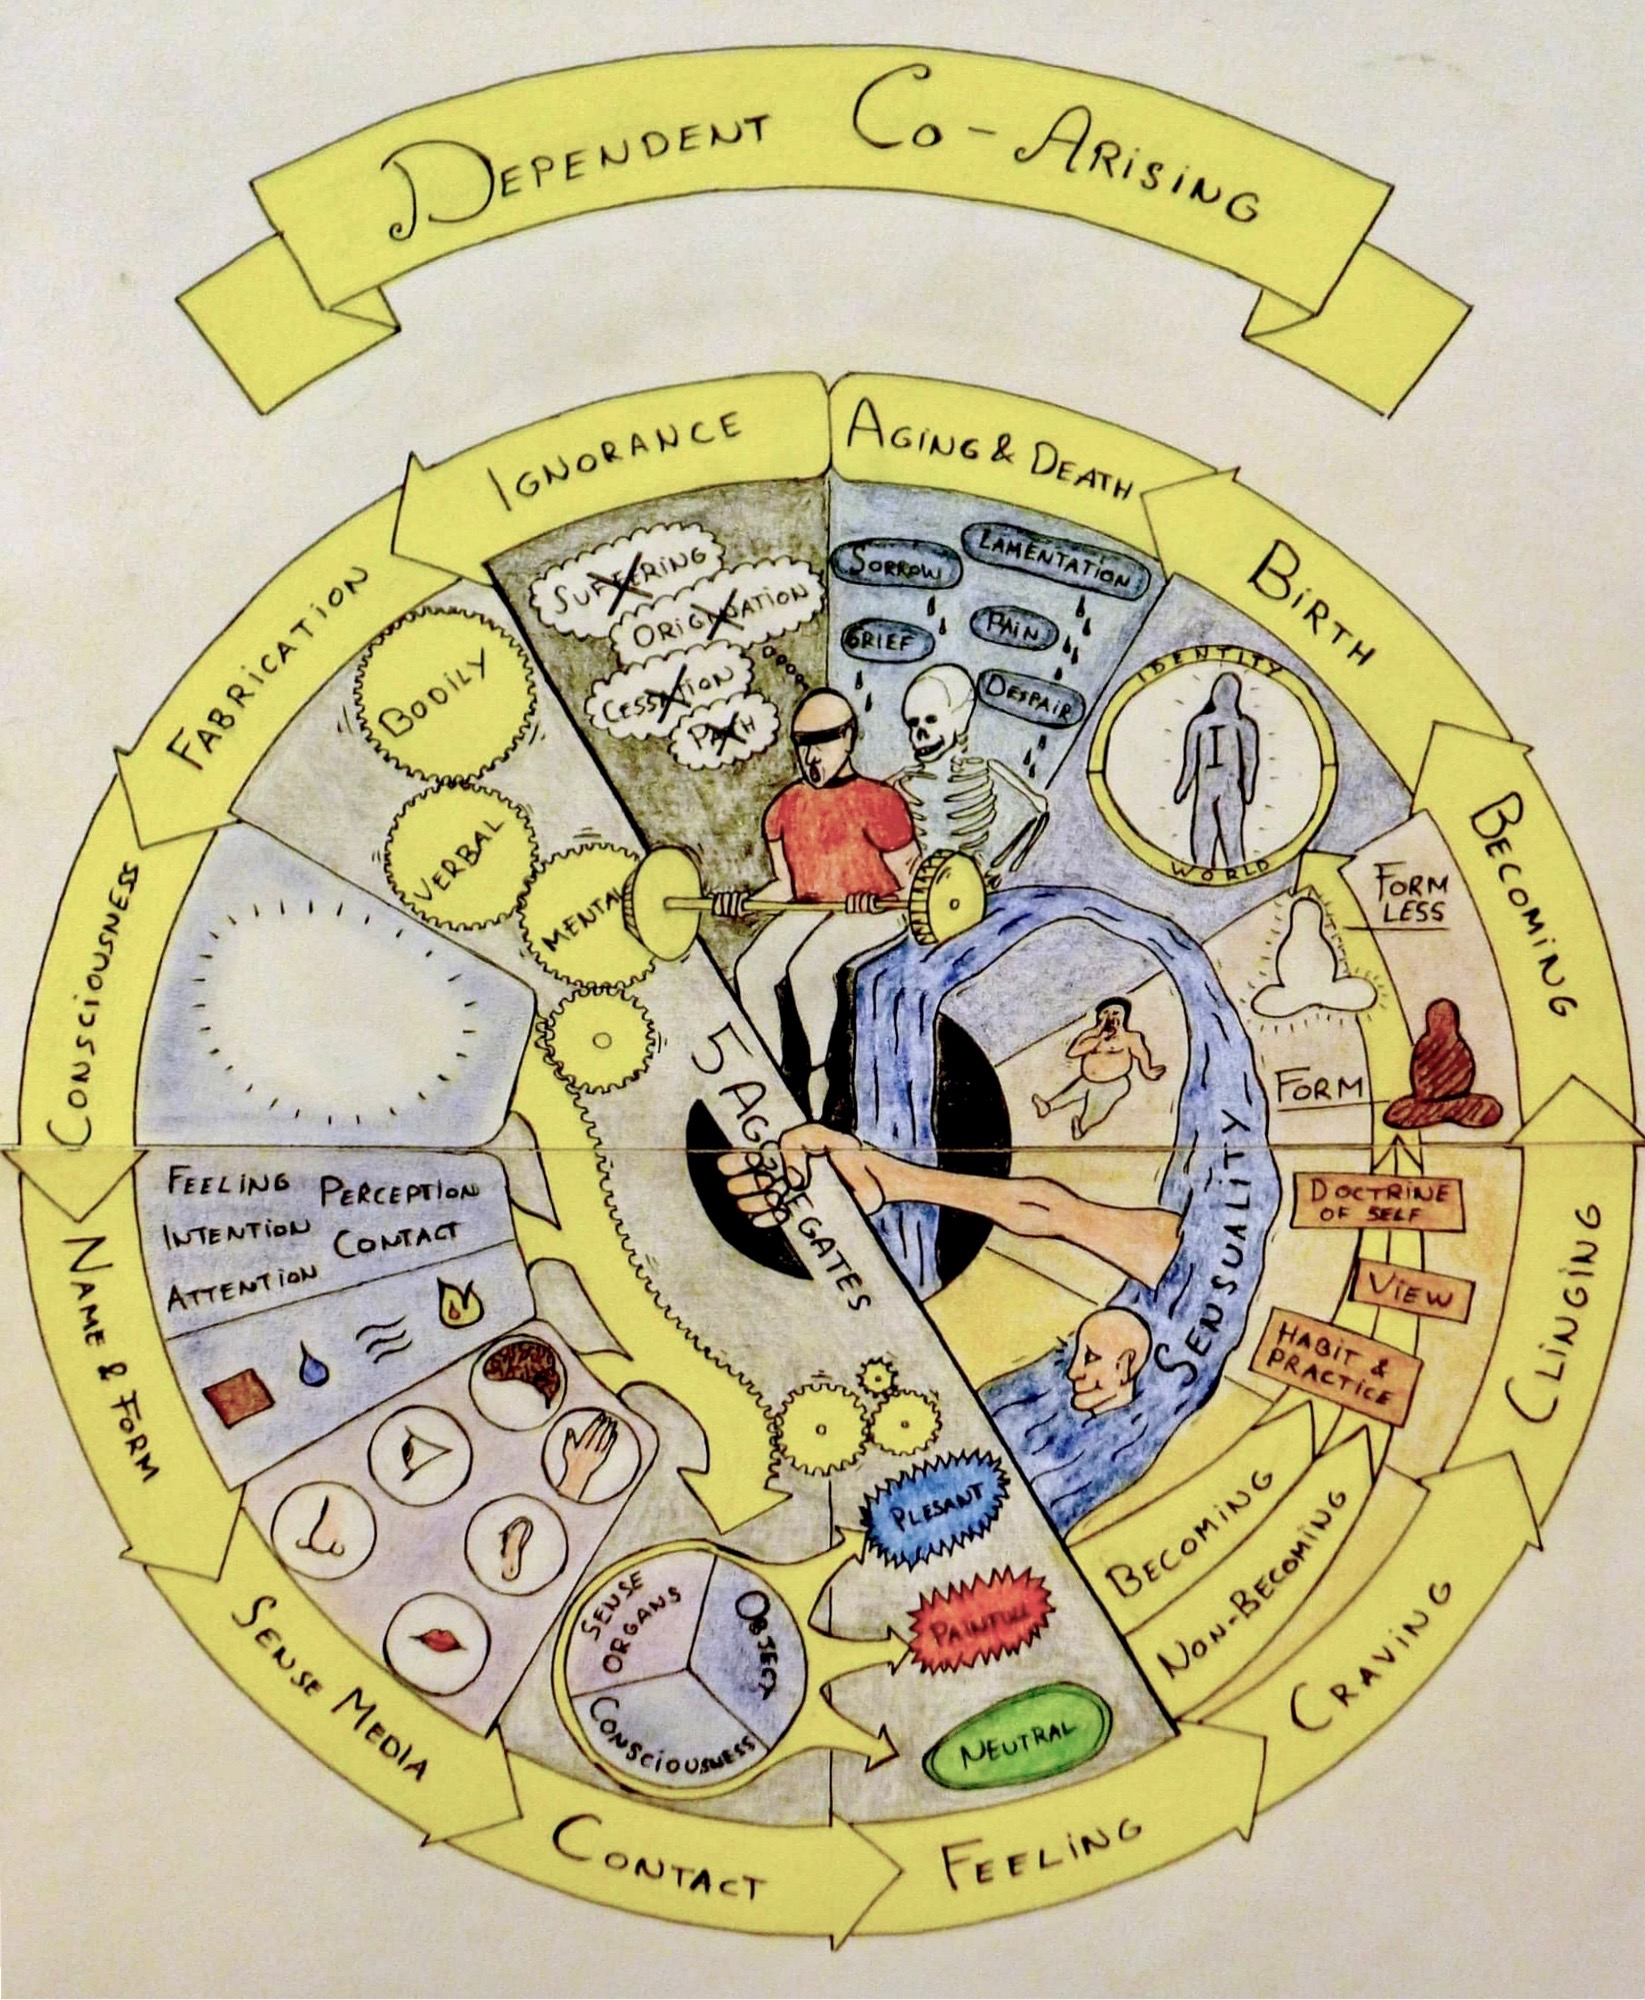 DEPENDENT CO-ARISING
IGNORANCE
AGING & DEATH
BIRTH
BECOMING
CLINGING
CRAVING
FEELING
CONTACT
SENSE MEDIA
NAME & FORM
CONSCIOUSNESS
FABRICATION
SUFFERING
ORIGINATION
CESSATION
PATH
SORROW
LAMENTATION
GRIEF
PAIN
DESPAIR
IDENTITY
I
WORLD
FORM
LESS
FORM
SENSUALITY
DOCTRINE
OF SELF
VIEW
HABIT &
PRACTICE
BECOMING
NON-BECOMING
PLESANT
PAINFULL
NEUTRAL
SENSE
ORGANS
OBJECT
CONSCIOUSNESS
FEELING PERCEPTION
INTENTION CONTACT
ATTENTION
BODILY
VERBAL
MENTAL
5 AGGREGATES